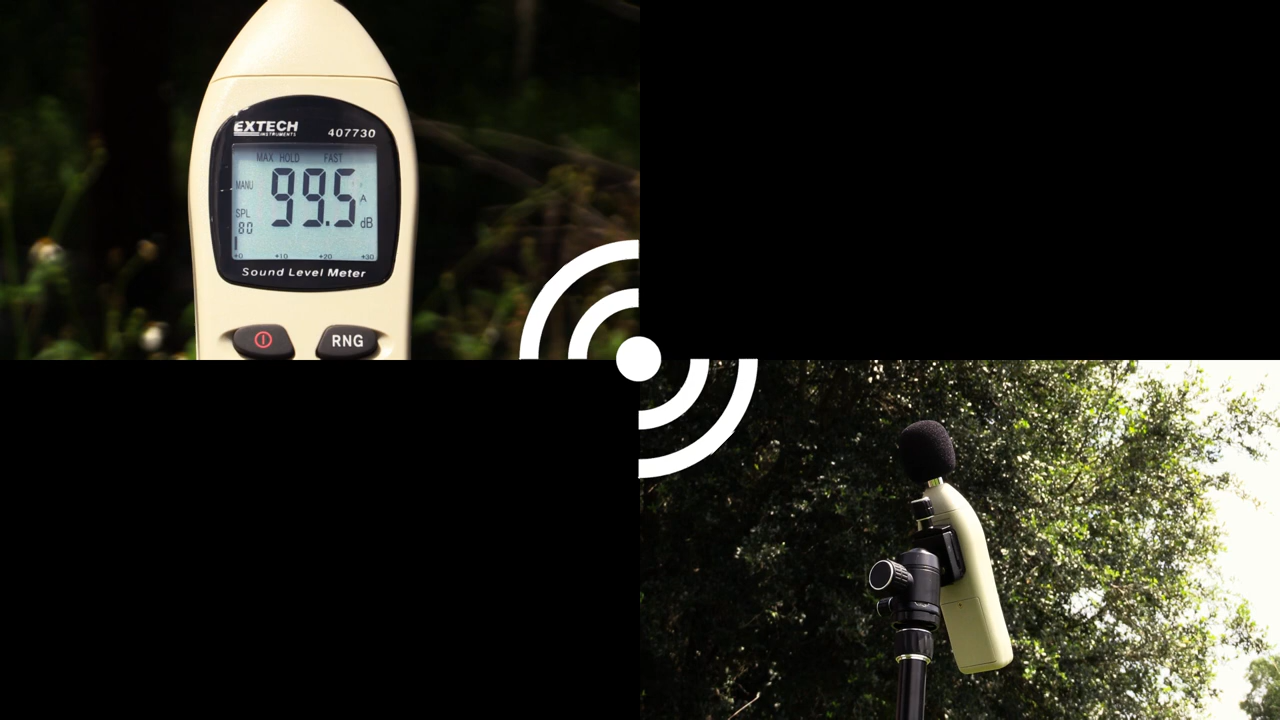 EXTECH
INSTRUMENTS
407730
MAX HOLD FAST
MANU
99.5 A
dB
SPL
80
+0 +10 +20 +30
Sound Level Meter
RNG